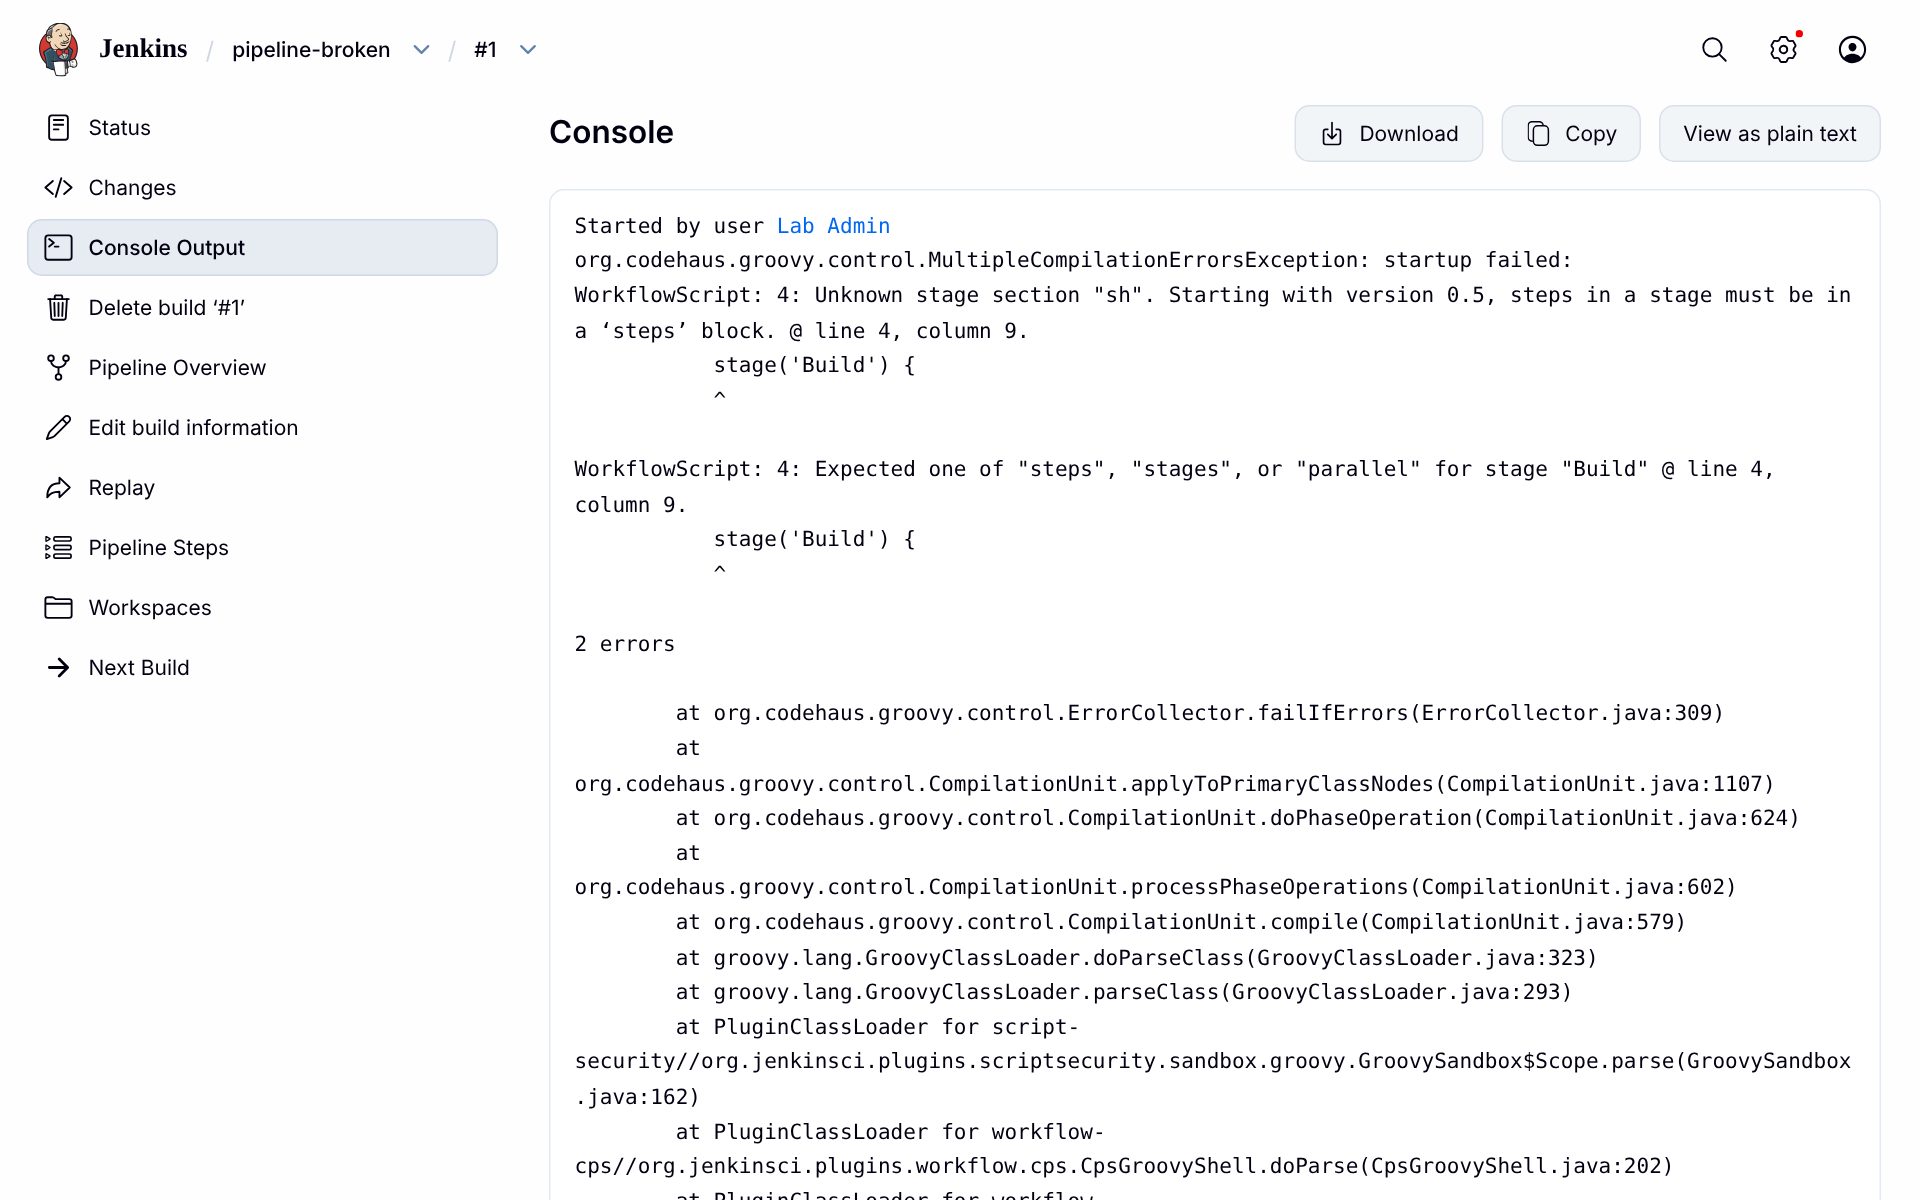 Jenkins / pipeline-broken / #1
Status
Changes
Console Output
Delete build ‘#1’
Pipeline Overview
Edit build information
Replay
Pipeline Steps
Workspaces
Next Build
Console
Download
Copy
View as plain text
Started by user Lab Admin
org.codehaus.groovy.control.MultipleCompilationErrorsException: startup failed:
WorkflowScript: 4: Unknown stage section "sh". Starting with version 0.5, steps in a stage must be in
a ‘steps’ block. @ line 4, column 9.
stage('Build') {
^
WorkflowScript: 4: Expected one of "steps", "stages", or "parallel" for stage "Build" @ line 4,
column 9.
stage('Build') {
^
2 errors
at org.codehaus.groovy.control.ErrorCollector.failIfErrors(ErrorCollector.java:309)
at
org.codehaus.groovy.control.CompilationUnit.applyToPrimaryClassNodes(CompilationUnit.java:1107)
at org.codehaus.groovy.control.CompilationUnit.doPhaseOperation(CompilationUnit.java:624)
at
org.codehaus.groovy.control.CompilationUnit.processPhaseOperations(CompilationUnit.java:602)
at org.codehaus.groovy.control.CompilationUnit.compile(CompilationUnit.java:579)
at groovy.lang.GroovyClassLoader.doParseClass(GroovyClassLoader.java:323)
at groovy.lang.GroovyClassLoader.parseClass(GroovyClassLoader.java:293)
at PluginClassLoader for script-
security//org.jenkinsci.plugins.scriptsecurity.sandbox.groovy.GroovySandbox$Scope.parse(GroovySandbox
.java:162)
at PluginClassLoader for workflow-
cps//org.jenkinsci.plugins.workflow.cps.CpsGroovyShell.doParse(CpsGroovyShell.java:202)
at PluginClassLoader for workflow-